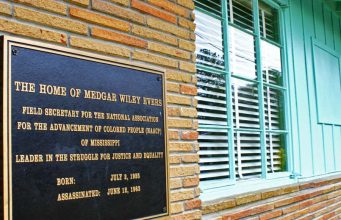 THE HOME OF MEDGAR WILEY EVERS
FIELD SECRETARY FOR THE NATIONAL ASSOCIATION
FOR THE ADVANCEMENT OF COLORED PEOPLE (NAACP)
OF MISSISSIPPI
LEADER IN THE STRUGGLE FOR JUSTICE AND EQUALITY
BORN: JULY 2, 1925
ASSASSINATED: JUNE 12, 1963